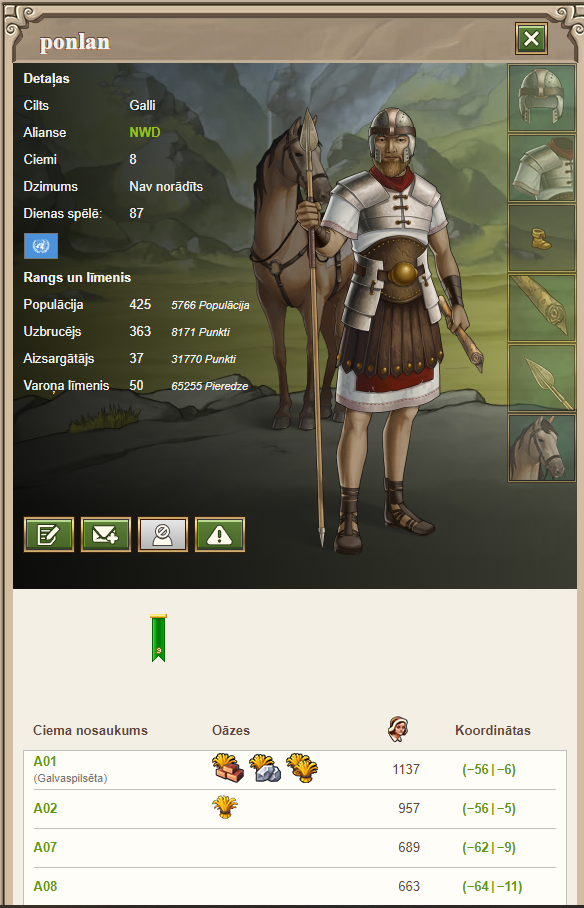 ponlan
Detaļas
Cilts Galli
Alianse NWD
Ciemi 8
Dzimums Nav norādīts
Dienas spēlē: 87
Rangs un līmenis
Populācija 425 5766 Populācija
Uzbrucējs 363 8171 Punkti
Aizsargātājs 37 31770 Punkti
Varoņa līmenis 50 65255 Pieredze
9
Ciema nosaukums Oāzes Koordinātas
A01 1137 (−56|−6)
(Galvaspilsēta)
A02 957 (−56|−5)
A07 689 (−62|−9)
A08 663 (−64|−11)